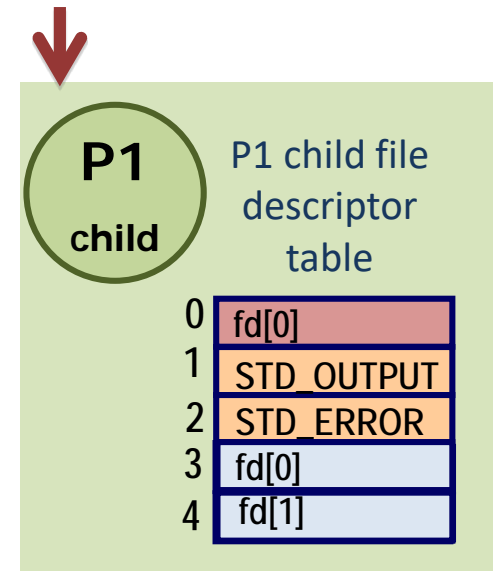 P1
child
P1 child file
descriptor
table
0 fd[0]
1 STD_OUTPUT
2 STD_ERROR
3 fd[0]
4 fd[1]